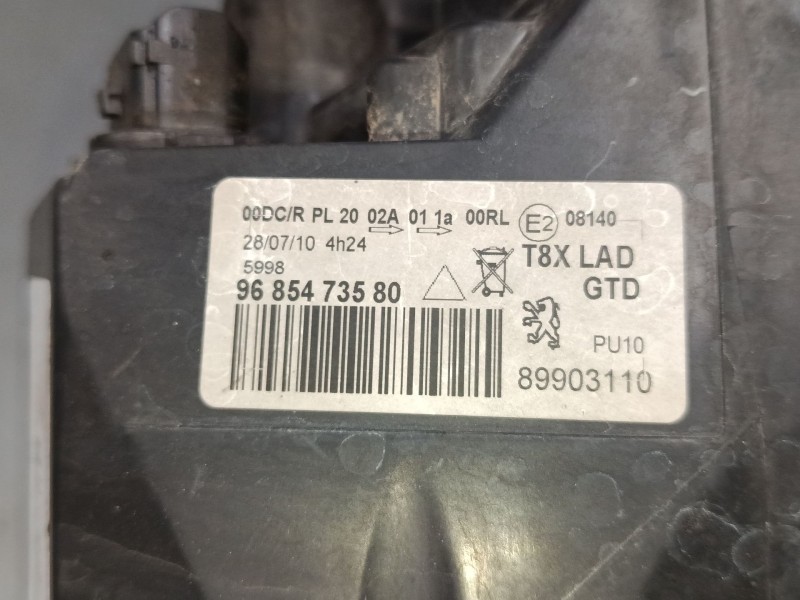 00DC/R PL 20 02A 01 1a 00RL E2 08140
28/07/10 4h24
5998
T8X LAD
96 854 735 80
GTD
PU10
89903110